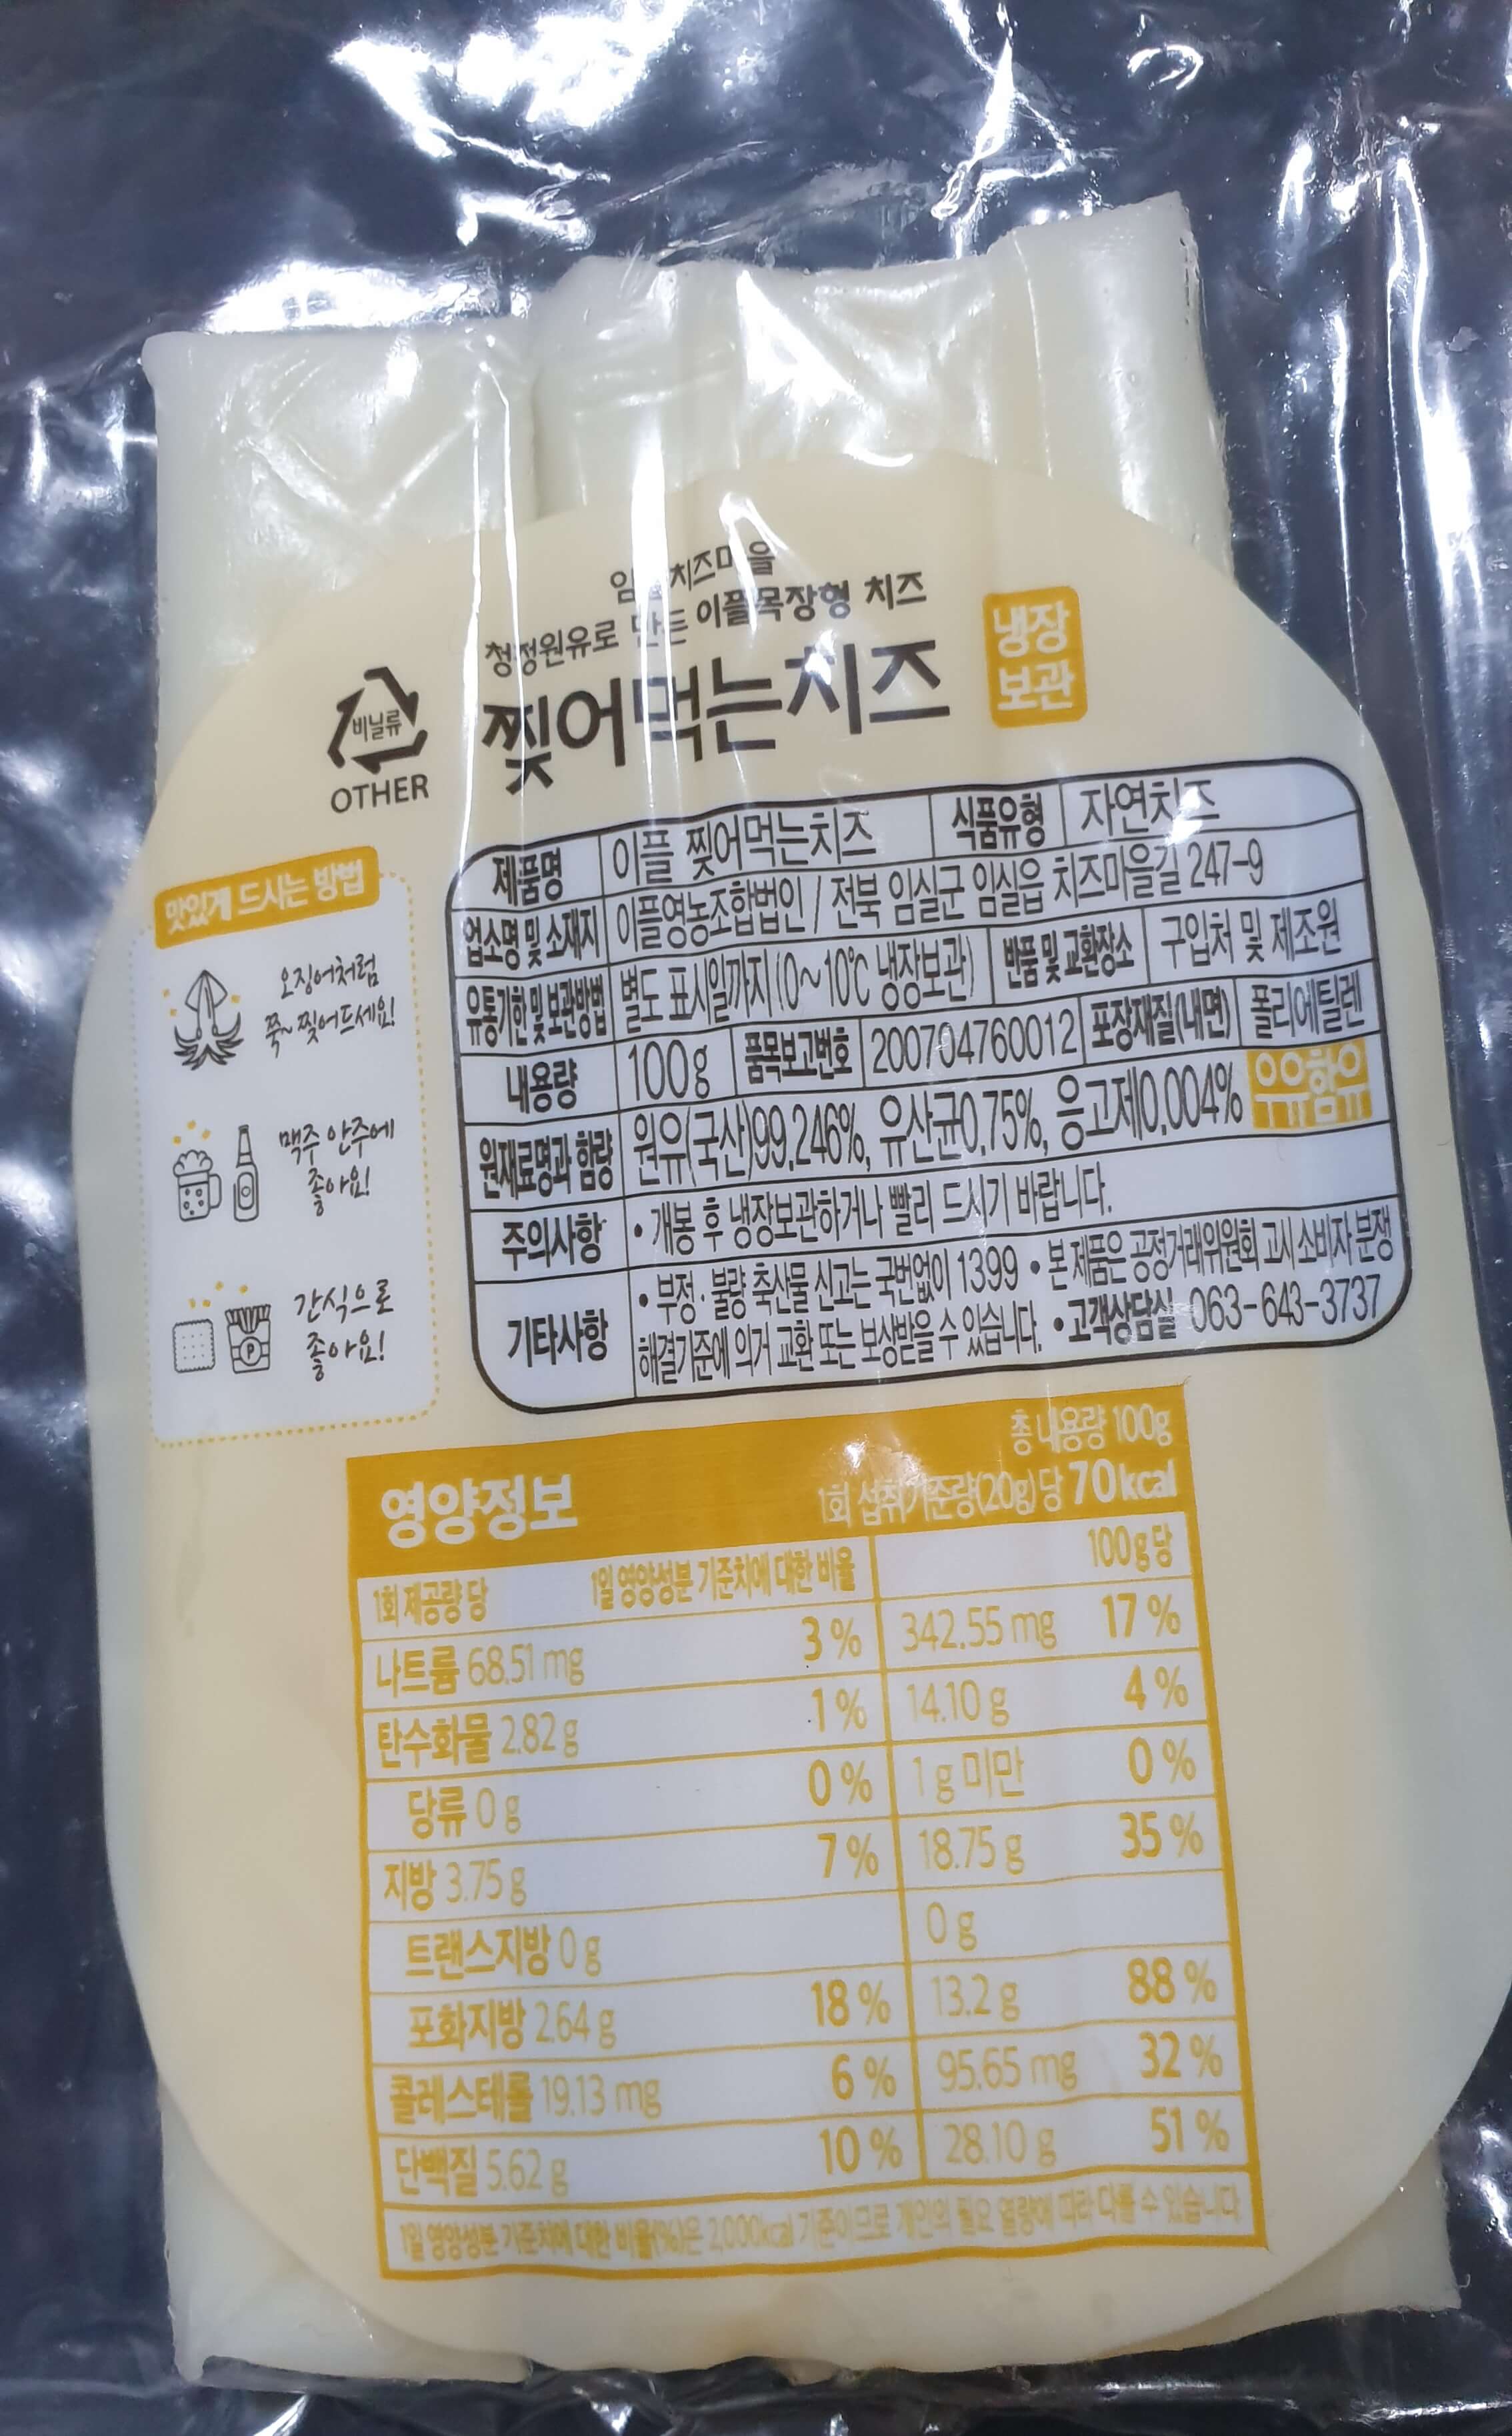 치즈마을
청정원유로 만든 이플목장형 치즈
찢어먹는치즈
냉장
보관
비닐류
OTHER
맛있게 드시는 방법
오징어처럼
쭉~ 찢어드세요!
맥주 안주에
좋아요!
간식으로
좋아요!
제품명 이플 찢어먹는치즈 식품유형 자연치즈
업소명 및 소재지 이플영농조합법인 / 전북 임실군 임실읍 치즈마을길 247-9
유통기한 및 보관방법 별도 표시일까지 (0~10℃ 냉장보관) 반품 및 교환장소 구입처 및 제조원
내용량 100g 품목보고번호 200704760012 포장재질(내면) 폴리에틸렌
원재료명과 함량 원유(국산)99.246%, 유산균0.75%, 응고제0.004% 우유함유
주의사항 • 개봉 후 냉장보관하거나 빨리 드시기 바랍니다.
기타사항 • 부정·불량 축산물 신고는 국번없이 1399 • 본 제품은 공정거래위원회 고시 소비자 분쟁
해결기준에 의거 교환 또는 보상받을 수 있습니다. • 고객상담실 063-643-3737
영양정보
총 내용량 100g
1회 섭취기준량(20g)당 70kcal
1회 제공량 당 1일 영양성분 기준치에 대한 비율 100g당
나트륨 68.51 mg 3 % 342.55 mg 17 %
탄수화물 2.82 g 1 % 14.10 g 4 %
당류 0 g 0 % 1 g 미만 0 %
지방 3.75 g 7 % 18.75 g 35 %
트랜스지방 0 g 0 g
포화지방 2.64 g 18 % 13.2 g 88 %
콜레스테롤 19.13 mg 6 % 95.65 mg 32 %
단백질 5.62 g 10 % 28.10 g 51 %
1일 영양성분 기준치에 대한 비율(%)은 2,000kcal 기준이므로 개인의 필요 열량에 따라 다를 수 있습니다